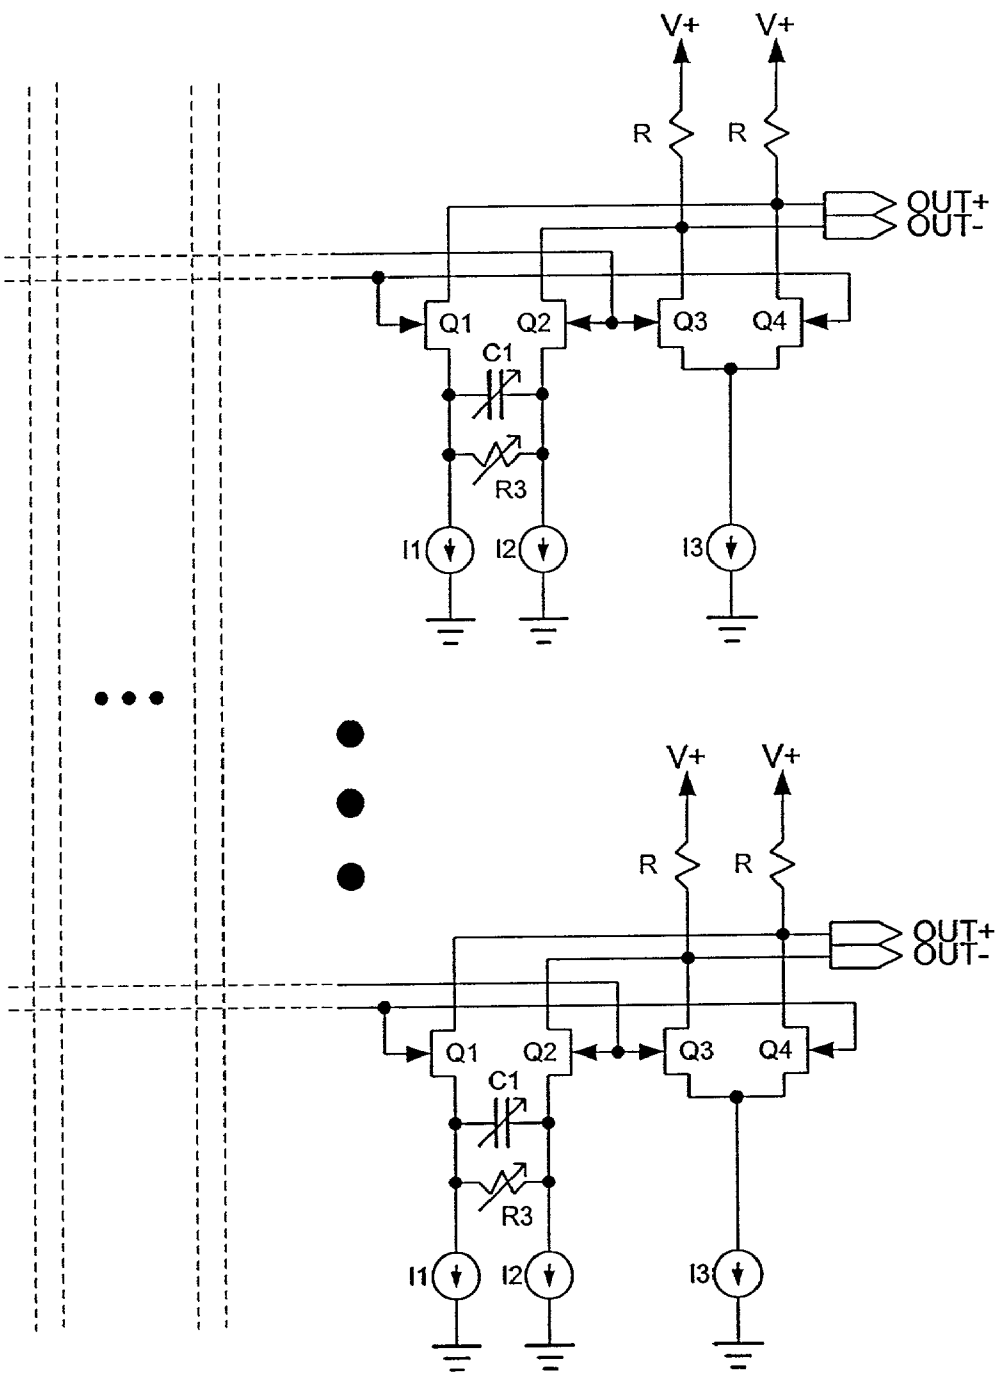 V+ V+
R R
OUT+
OUT-
Q1 Q2 Q3 Q4
C1
R3
I1 I2 I3
V+ V+
R R
OUT+
OUT-
Q1 Q2 Q3 Q4
C1
R3
I1 I2 I3